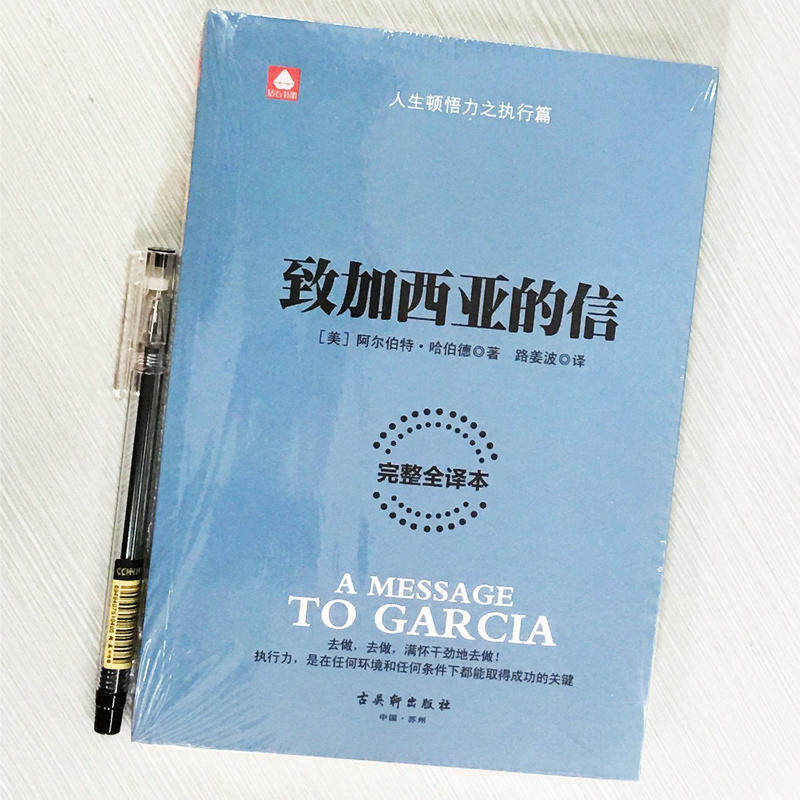 钻石珍藏
人生顿悟力之执行篇
致加西亚的信
［美］阿尔伯特·哈伯德◎著 路姜波◎译
完整全译本
A MESSAGE
TO GARCIA
去做，去做，满怀干劲地去做！
执行力，是在任何环境和任何条件下都能取得成功的关键
古吴轩出版社
中国·苏州